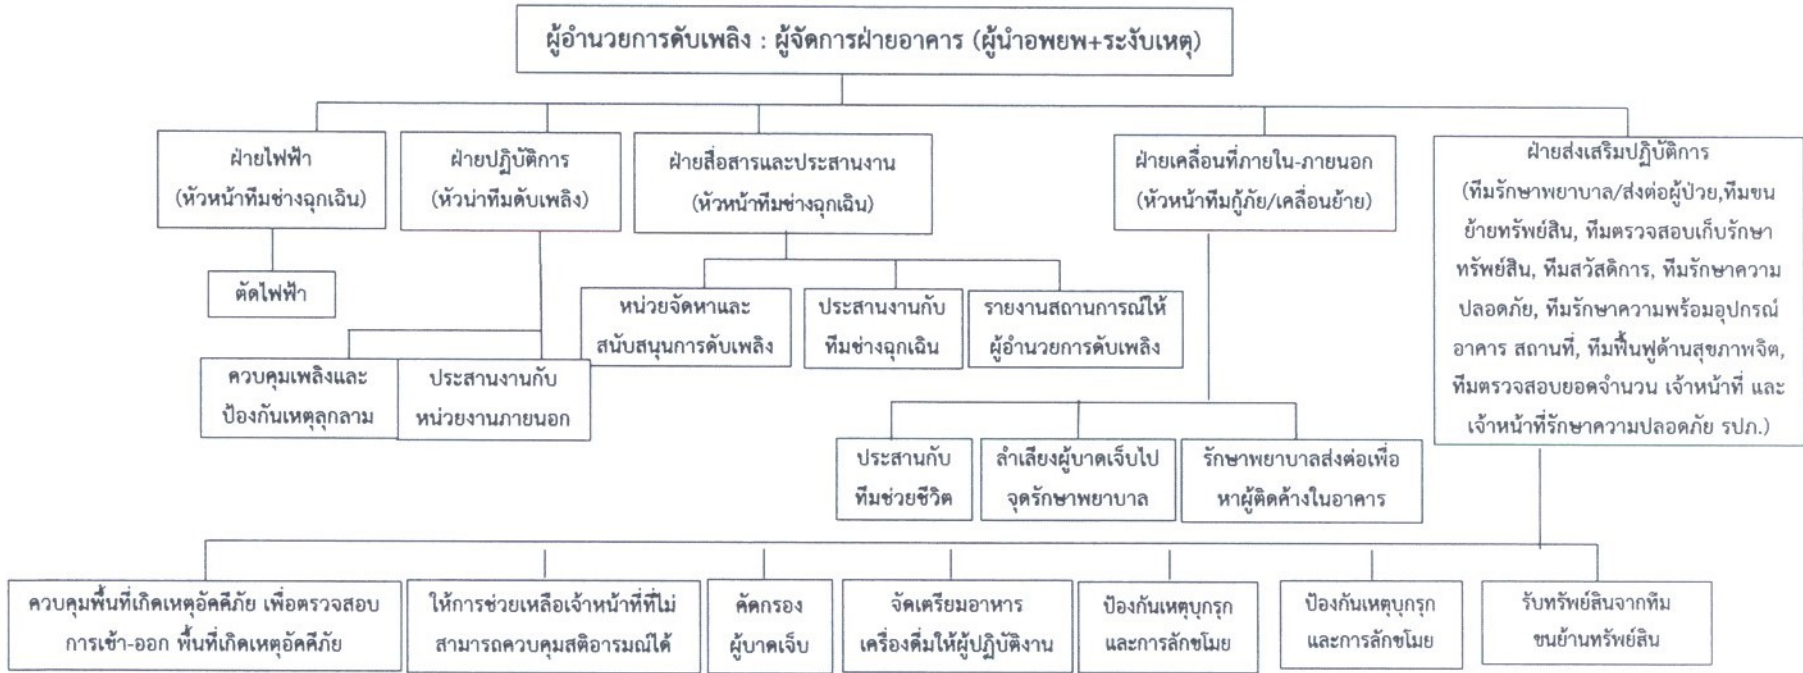 ผู้อำนวยการดับเพลิง : ผู้จัดการฝ่ายอาคาร (ผู้นำอพยพ+ระงับเหตุ)
ฝ่ายไฟฟ้า
(หัวหน้าทีมช่างฉุกเฉิน)
ตัดไฟฟ้า
ฝ่ายปฏิบัติการ
(หัวน่าทีมดับเพลิง)
ควบคุมเพลิงและ
ป้องกันเหตุลุกลาม
ประสานงานกับ
หน่วยงานภายนอก
ฝ่ายสื่อสารและประสานงาน
(หัวหน้าทีมช่างฉุกเฉิน)
หน่วยจัดหาและ
สนับสนุนการดับเพลิง
ประสานงานกับ
ทีมช่างฉุกเฉิน
รายงานสถานการณ์ให้
ผู้อำนวยการดับเพลิง
ฝ่ายเคลื่อนที่ภายใน-ภายนอก
(หัวหน้าทีมกู้ภัย/เคลื่อนย้าย)
ประสานกับ
ทีมช่วยชีวิต
ลำเลียงผู้บาดเจ็บไป
จุดรักษาพยาบาล
รักษาพยาบาลส่งต่อเพื่อ
หาผู้ติดค้างในอาคาร
ฝ่ายส่งเสริมปฏิบัติการ
(ทีมรักษาพยาบาล/ส่งต่อผู้ป่วย,ทีมขน
ย้ายทรัพย์สิน, ทีมตรวจสอบเก็บรักษา
ทรัพย์สิน, ทีมสวัสดิการ, ทีมรักษาความ
ปลอดภัย, ทีมรักษาความพร้อมอุปกรณ์
อาคาร สถานที่, ทีมฟื้นฟูด้านสุขภาพจิต,
ทีมตรวจสอบยอดจำนวน เจ้าหน้าที่ และ
เจ้าหน้าที่รักษาความปลอดภัย รปภ.)
ควบคุมพื้นที่เกิดเหตุอัคคีภัย เพื่อตรวจสอบ
การเข้า-ออก พื้นที่เกิดเหตุอัคคีภัย
ให้การช่วยเหลือเจ้าหน้าที่ที่ไม่
สามารถควบคุมสติอารมณ์ได้
คัดกรอง
ผู้บาดเจ็บ
จัดเตรียมอาหาร
เครื่องดื่มให้ผู้ปฏิบัติงาน
ป้องกันเหตุบุกรุก
และการลักขโมย
ป้องกันเหตุบุกรุก
และการลักขโมย
รับทรัพย์สินจากทีม
ขนย้านทรัพย์สิน